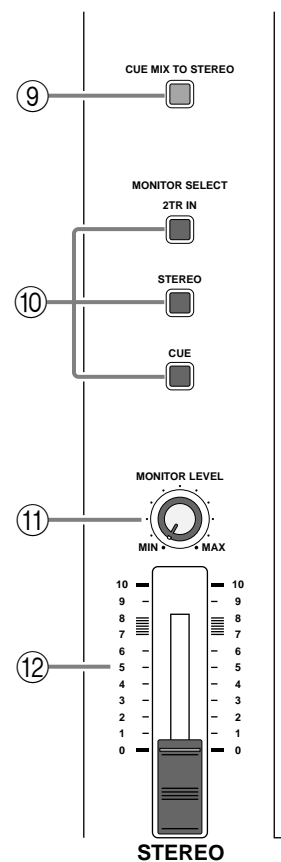 CUE MIX TO STEREO
⑨
MONITOR SELECT
2TR IN
⑩
STEREO
CUE
MONITOR LEVEL
⑪
MIN MAX
10 10
9 9
8 8
7 7
6 6
⑫ 5 5
4 4
3 3
2 2
1 1
0 0
STEREO